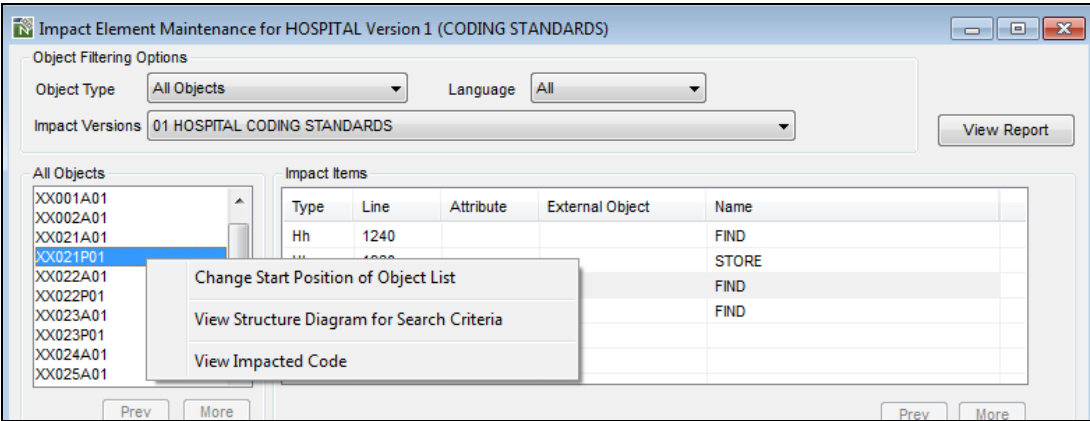 Impact Element Maintenance for HOSPITAL Version 1 (CODING STANDARDS)
Object Filtering Options
Object Type All Objects Language All
Impact Versions 01 HOSPITAL CODING STANDARDS
View Report
All Objects
XX001A01
XX002A01
XX021A01
XX021P01
XX022A01
XX022P01
XX023A01
XX023P01
XX024A01
XX025A01
Prev More
Impact Items
Type Line Attribute External Object Name
Hh 1240 FIND
STORE
FIND
FIND
Change Start Position of Object List
View Structure Diagram for Search Criteria
View Impacted Code
Prev More